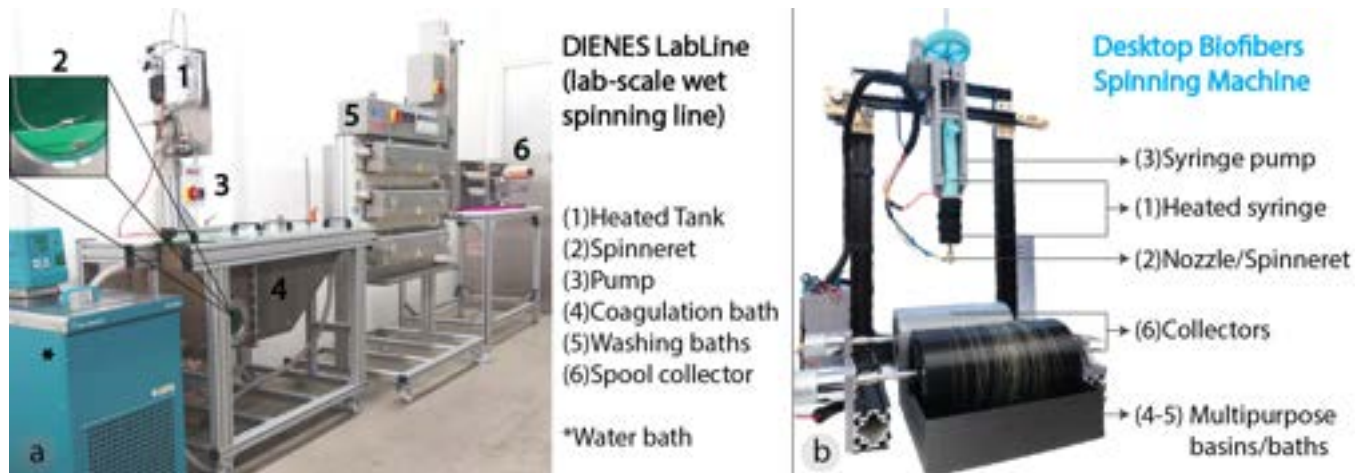 2
1
3
4
5
6
*
a
DIENES LabLine
(lab-scale wet
spinning line)
(1)Heated Tank
(2)Spinneret
(3)Pump
(4)Coagulation bath
(5)Washing baths
(6)Spool collector
*Water bath
b
Desktop Biofibers
Spinning Machine
(3)Syringe pump
(1)Heated syringe
(2)Nozzle/Spinneret
(6)Collectors
(4-5) Multipurpose
basins/baths